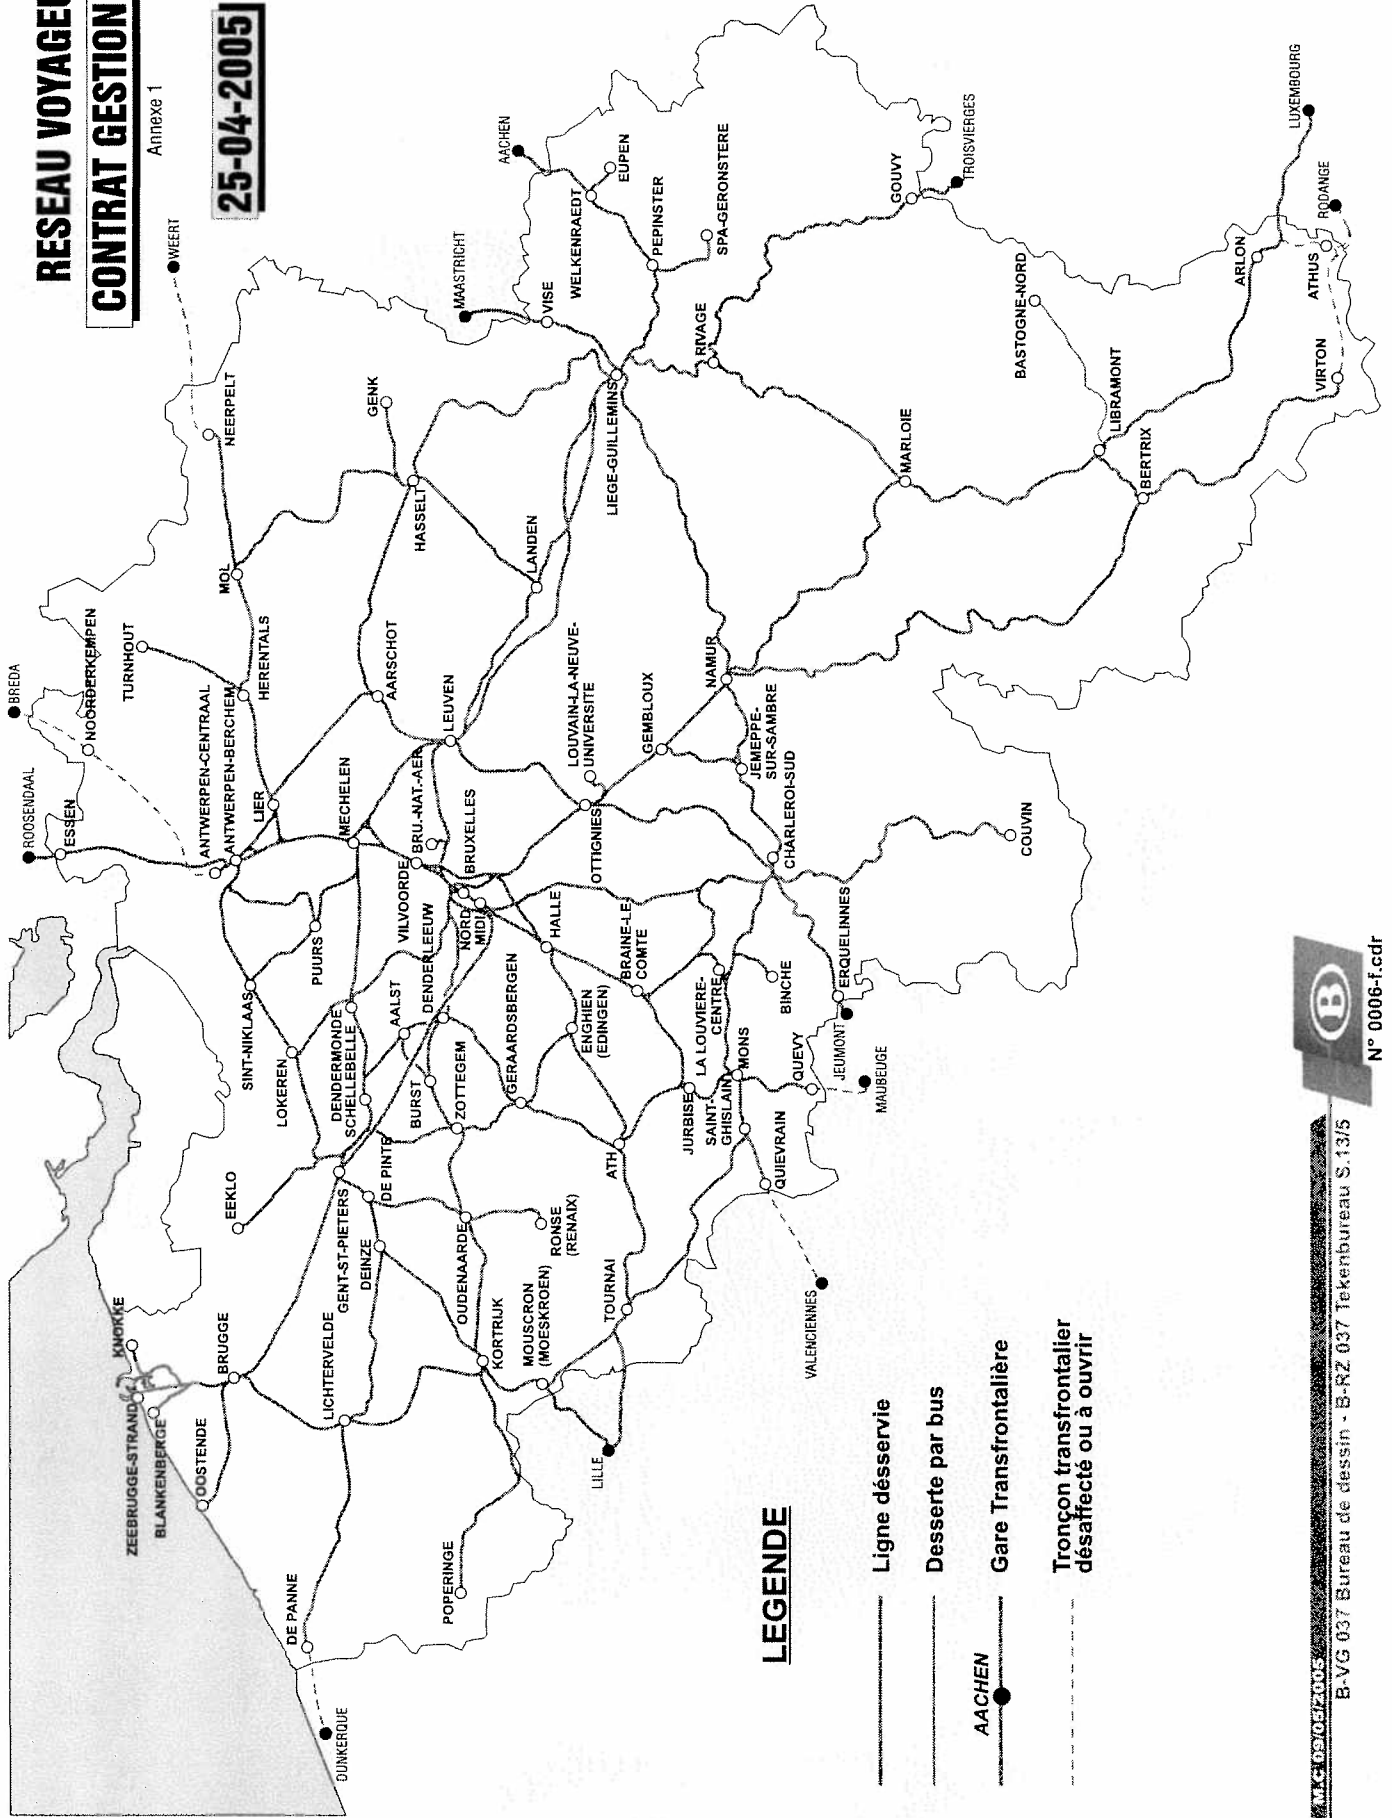 RESEAU VOYAGEU
CONTRAT GESTION
Annexe 1
25-04-2005
ROOSENDAAL
ESSEN
BREDA
NOORDERKEMPEN
WEERT
TURNHOUT
NEERPELT
MOL
HERENTALS
ANTWERPEN-CENTRAAL
ANTWERPEN-BERCHEM
LIER
KNOKKE
ZEEBRUGGE-STRAND
BLANKENBERGE
BRUGGE
OOSTENDE
EEKLO
SINT-NIKLAAS
LOKEREN
PUURS
MECHELEN
AARSCHOT
HASSELT
GENK
MAASTRICHT
AACHEN
DE PANNE
DUNKERQUE
LICHTERVELDE
GENT-ST-PIETERS
DEINZE
DE PINTE
DENDERMONDE
SCHELLEBELLE
AALST
DENDERLEEUW
VILVOORDE
BRU.-NAT.-AER.
BRUXELLES
NORD
MIDI
LEUVEN
LANDEN
VISE
WELKENRAEDT
EUPEN
POPERINGE
KORTRIJK
OUDENAARDE
BURST
ZOTTEGEM
GERAARDSBERGEN
HALLE
LOUVAIN-LA-NEUVE-
UNIVERSITE
OTTIGNIES
LIEGE-GUILLEMINS
PEPINSTER
SPA-GERONSTERE
MOUSCRON
(MOESKROEN)
RONSE
(RENAIX)
ENGHIEN
(EDINGEN)
BRAINE-LE-
COMTE
GEMBLOUX
NAMUR
RIVAGE
LILLE
TOURNAI
ATH
JURBISE
LA LOUVIERE-
CENTRE
SAINT-
GHISLAIN
MONS
BINCHE
JEMEPPE-
SUR-SAMBRE
CHARLEROI-SUD
QUIEVRAIN
QUEVY
JEUMONT
ERQUELINNES
MAUBEUGE
VALENCIENNES
COUVIN
MARLOIE
GOUVY
TROISVIERGES
BASTOGNE-NORD
LIBRAMONT
BERTRIX
ARLON
LUXEMBOURG
RODANGE
ATHUS
VIRTON
LEGENDE
Ligne désservie
Desserte par bus
AACHEN
Gare Transfrontalière
Tronçon transfrontalier
désaffecté ou à ouvrir
B
N° 0006-f.cdr
M.C 09/05/2005
B-VG 037 Bureau de dessin - B-RZ 037 Tekenbureau S.13/5